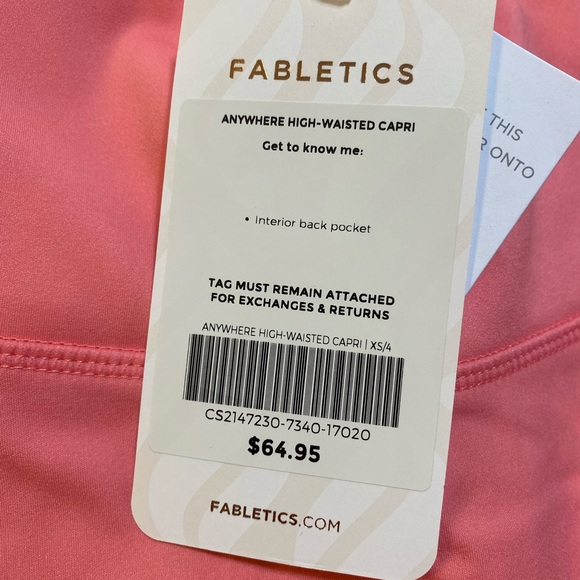 FABLETICS
ANYWHERE HIGH-WAISTED CAPRI
Get to know me:
• Interior back pocket
TAG MUST REMAIN ATTACHED
FOR EXCHANGES & RETURNS
ANYWHERE HIGH-WAISTED CAPRI | XS/4
CS2147230-7340-17020
$64.95
FABLETICS.COM
THIS
ONTO